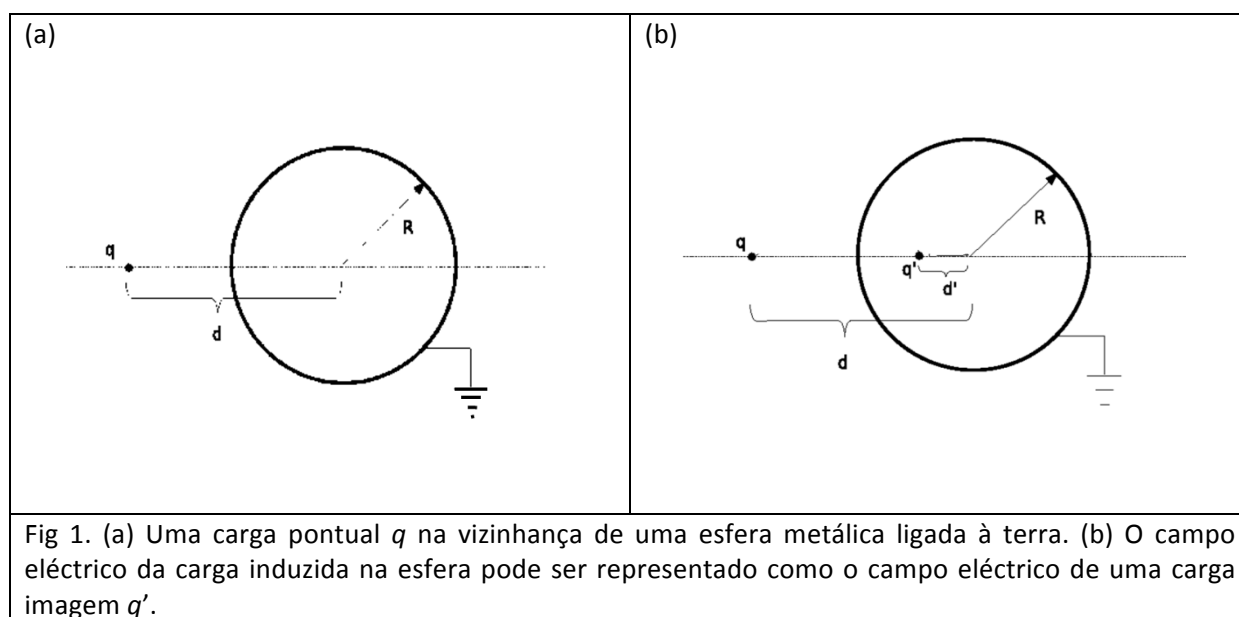 (a)
(b)
R
q
d
R
q
q'
d'
d
Fig 1. (a) Uma carga pontual q na vizinhança de uma esfera metálica ligada à terra. (b) O campo
eléctrico da carga induzida na esfera pode ser representado como o campo eléctrico de uma carga
imagem q’.